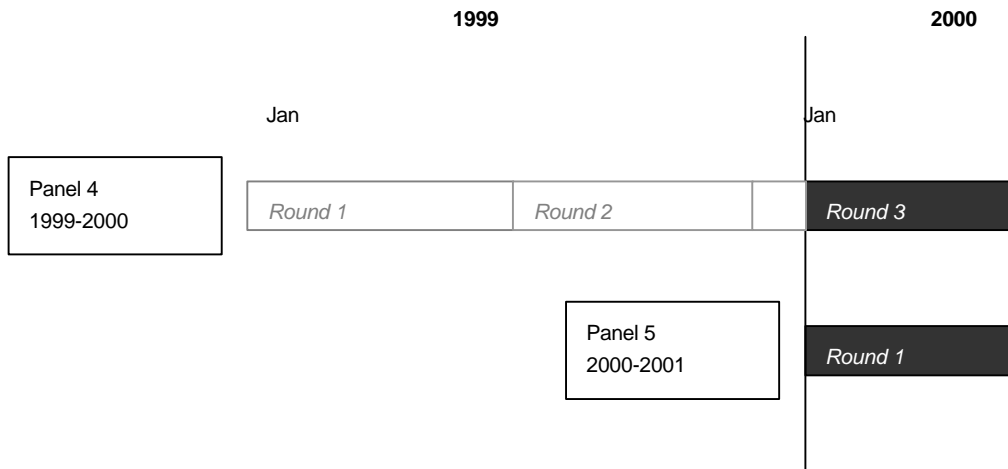 1999 2000
Jan Jan
Panel 4
1999-2000
Round 1 Round 2 Round 3
Panel 5
2000-2001
Round 1